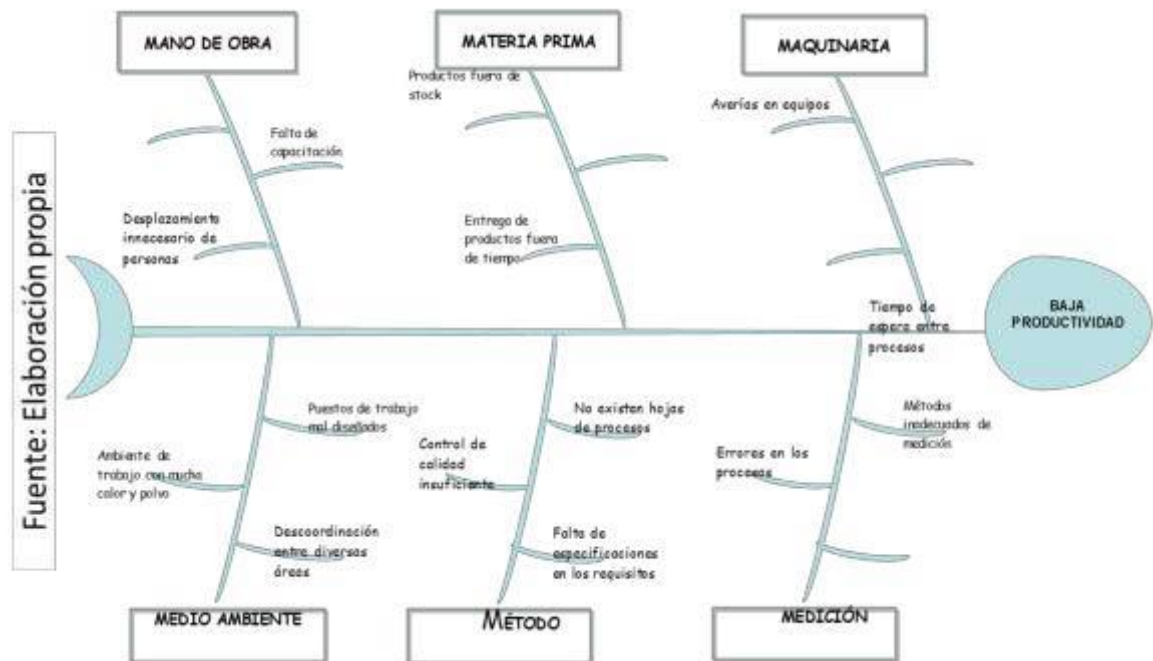 MANO DE OBRA
MATERIA PRIMA
MAQUINARIA
Productos fuera de
stock
Averías en equipos
Falta de
capacitación
Desplazamiento
innecesario de
personas
Entrega de
productos fuera
de tiempo
Fuente: Elaboración propia
Tiempo de
espera entre
procesos
BAJA
PRODUCTIVIDAD
Puestos de trabajo
mal diseñados
No existen hojas
de procesos
Métodos
inadecuados de
medición
Ambiente de
trabajo con mucha
calor y polvo
Control de
calidad
insuficiente
Errores en los
procesos
Descoordinación
entre diversas
áreas
Falta de
especificaciones
en los requisitos
MEDIO AMBIENTE
MÉTODO
MEDICIÓN